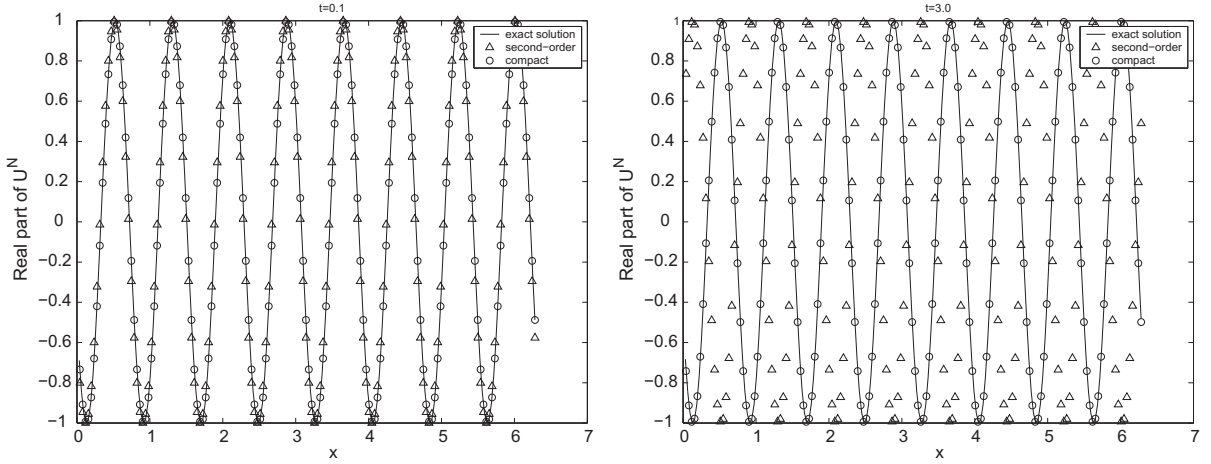 t=0.1
exact solution
second−order
compact
Real part of U^N
1
0.8
0.6
0.4
0.2
0
−0.2
−0.4
−0.6
−0.8
−1
0 1 2 3 4 5 6 7
x
t=3.0
exact solution
second−order
compact
Real part of U^N
1
0.8
0.6
0.4
0.2
0
−0.2
−0.4
−0.6
−0.8
−1
0 1 2 3 4 5 6 7
x